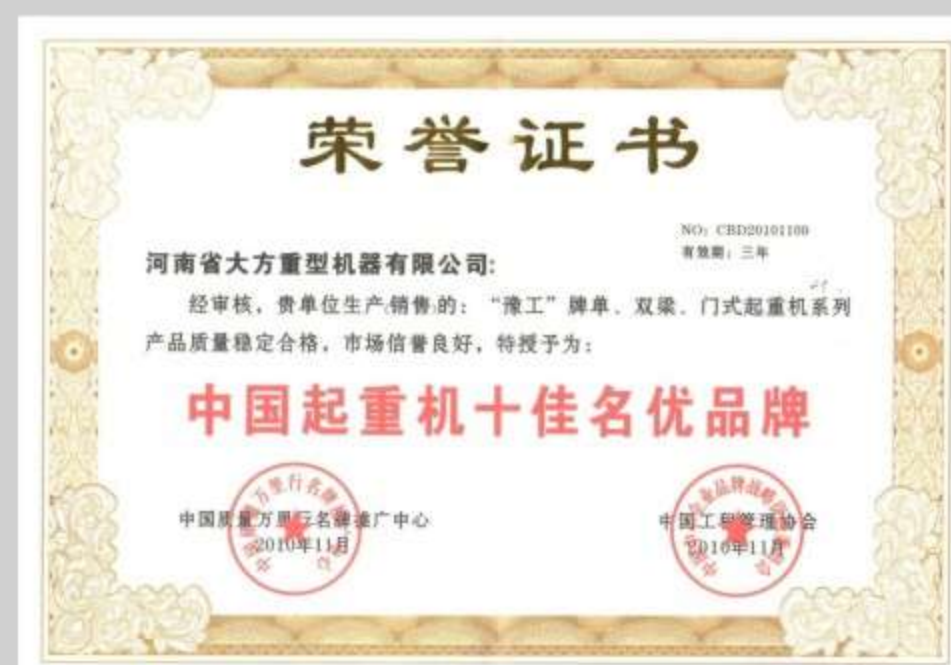 荣誉证书
NO：CBD20101100
有效期：三年
河南省大方重型机器有限公司：
经审核，贵单位生产销售的：“豫工”牌单、双梁、门式起重机系列
产品质量稳定合格，市场信誉良好，特授予为：
中国起重机十佳名优品牌
中国质量万里行名牌推广中心
2010年11月
中国工程管理协会
2010年11月